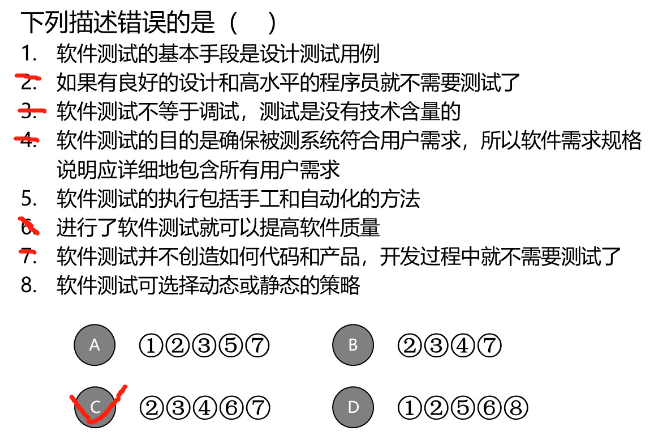 下列描述错误的是（ ）
1. 软件测试的基本手段是设计测试用例
2. 如果有良好的设计和高水平的程序员就不需要测试了
3. 软件测试不等于调试，测试是没有技术含量的
4. 软件测试的目的是确保被测系统符合用户需求，所以软件需求规格
说明应详细地包含所有用户需求
5. 软件测试的执行包括手工和自动化的方法
6. 进行了软件测试就可以提高软件质量
7. 软件测试并不创造如何代码和产品，开发过程中就不需要测试了
8. 软件测试可选择动态或静态的策略
A ①②③⑤⑦ B ②③④⑦
C ②③④⑥⑦ D ①②⑤⑥⑧